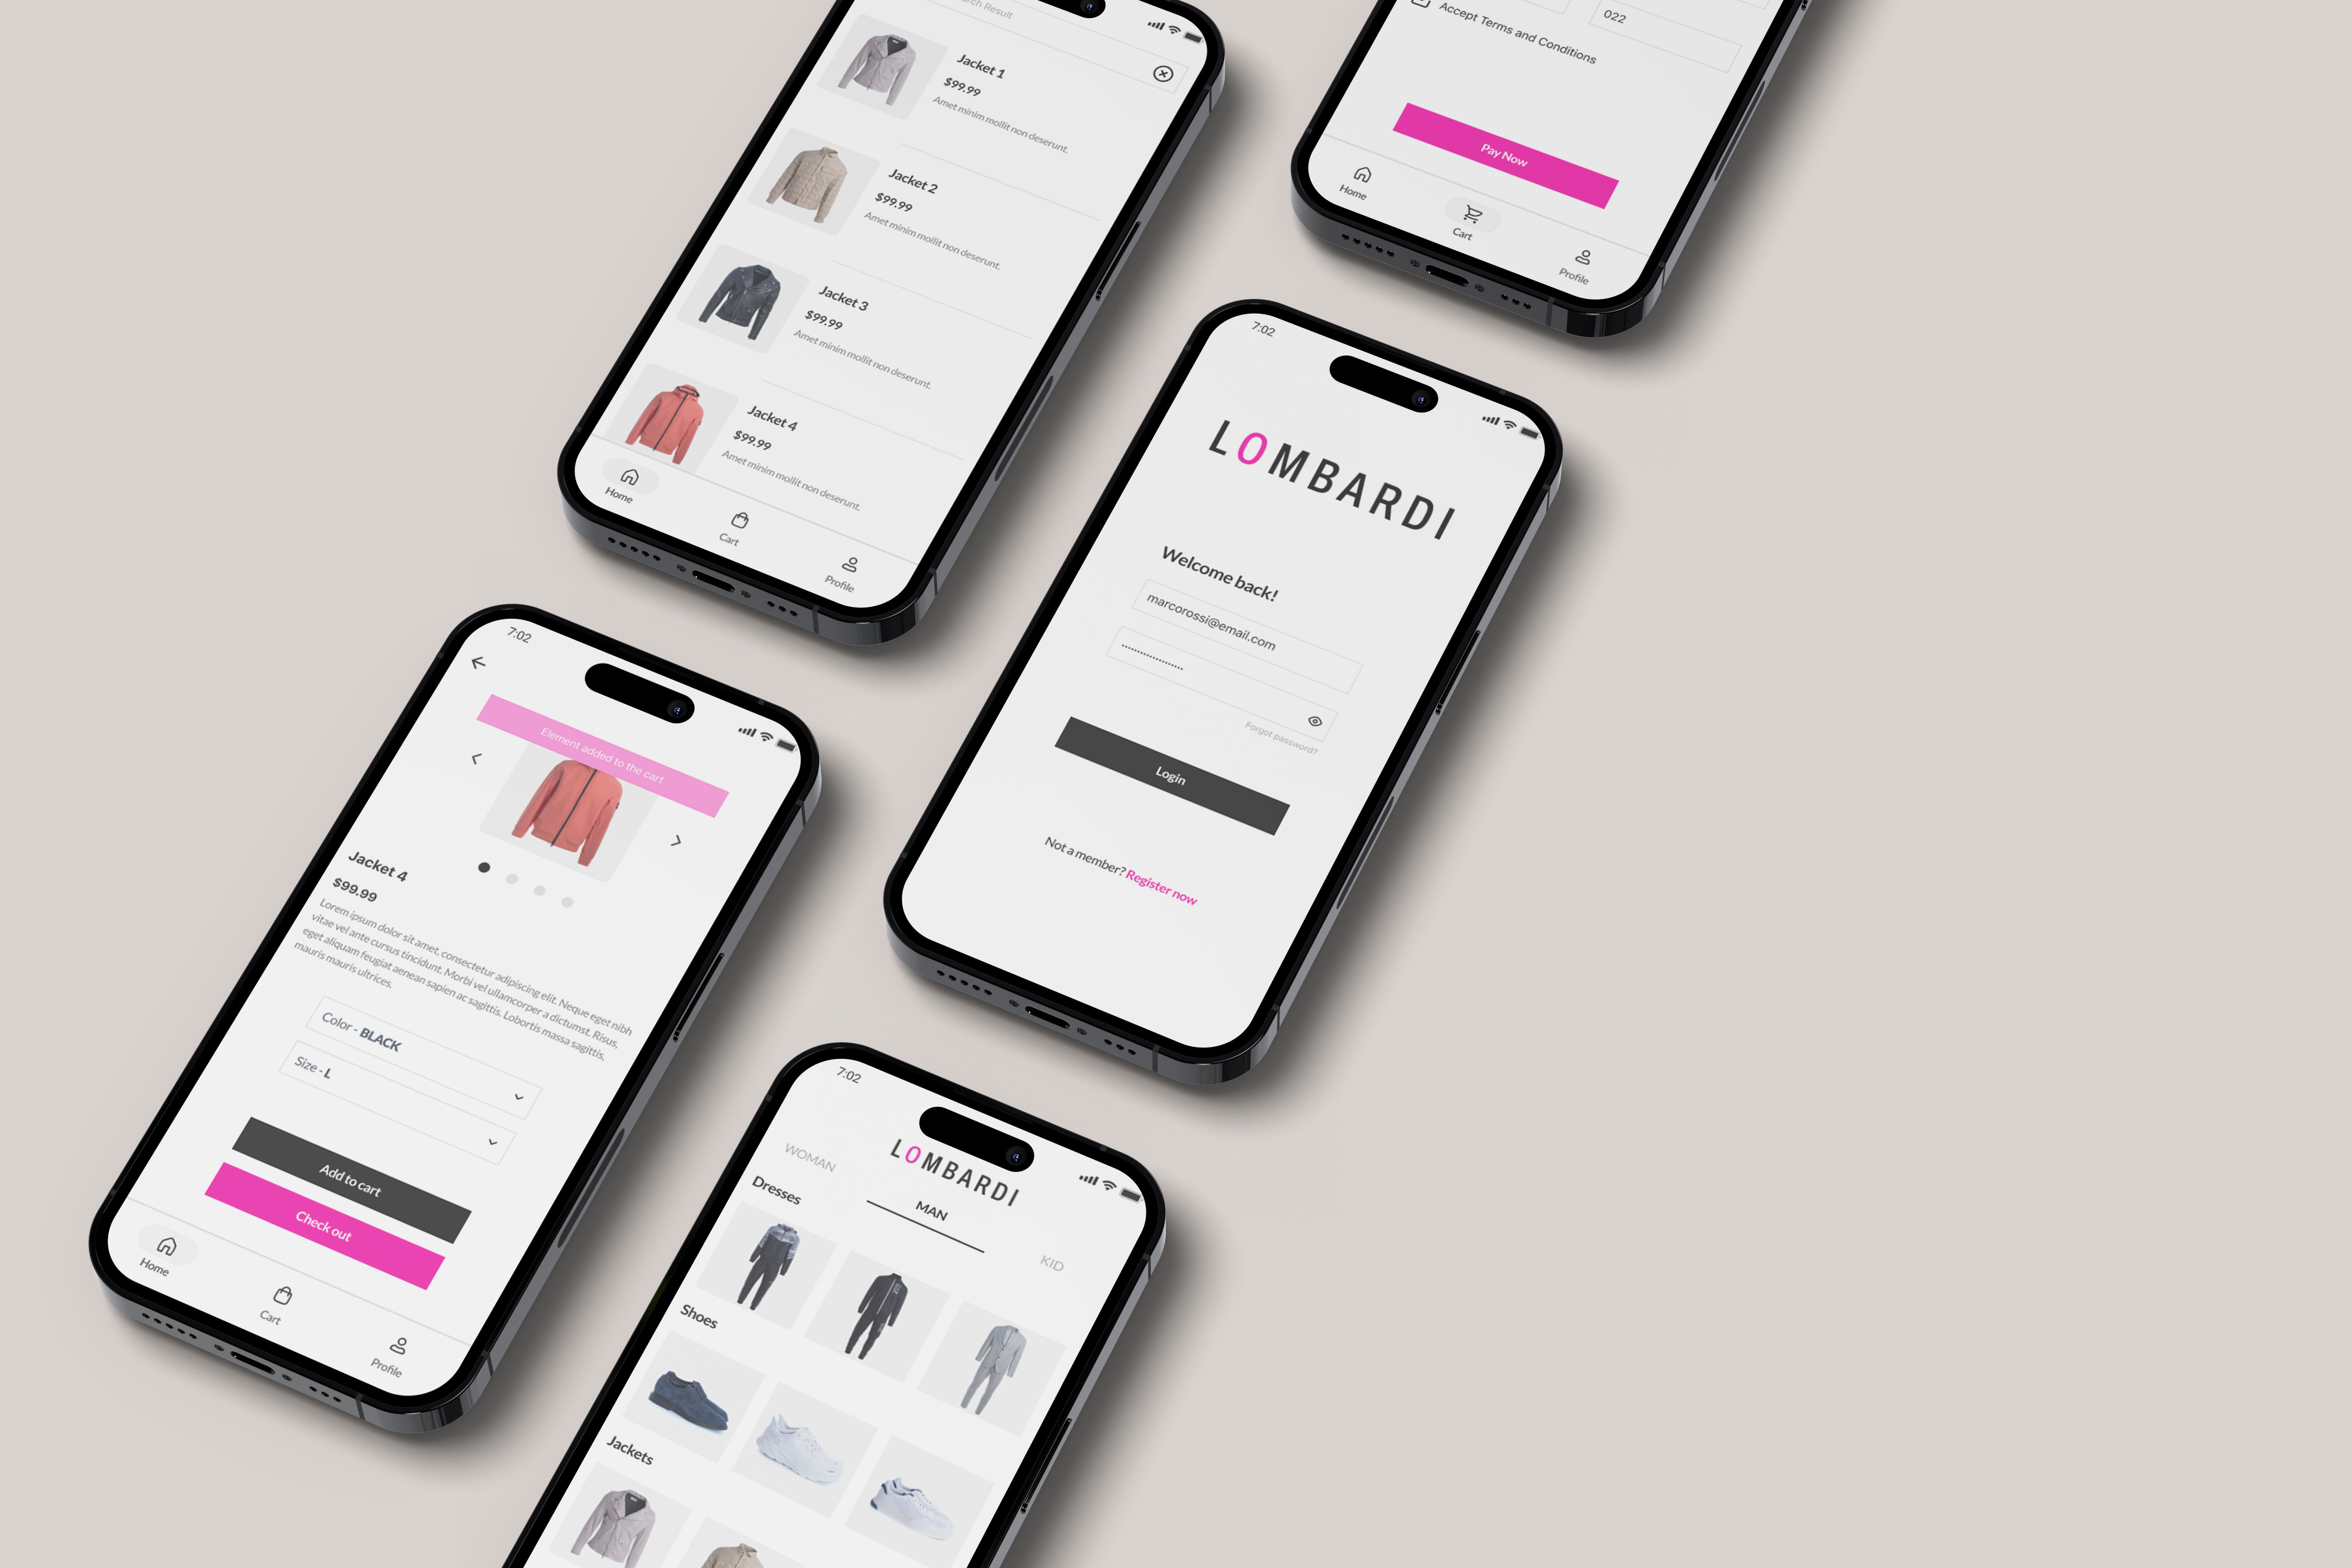 Result
Jacket 1
$99.99
Amet minim mollit non deserunt.
Jacket 2
$99.99
Amet minim mollit non deserunt.
Jacket 3
$99.99
Amet minim mollit non deserunt.
Jacket 4
$99.99
Amet minim mollit non deserunt.
Home
Cart
Profile
022
Accept Terms and Conditions
Pay Now
Home
Cart
Profile
7:02
LOMBARDI
Welcome back!
marcorossi@email.com
Forgot password?
Login
Not a member? Register now
7:02
Element added to the cart
Jacket 4
$99.99
Lorem ipsum dolor sit amet, consectetur adipiscing elit. Neque eget nibh
vitae vel ante cursus tincidunt. Morbi vel ullamcorper a dictumst. Risus,
eget aliquam feugiat aenean sapien ac sagittis. Lobortis massa sagittis,
mauris mauris ultrices.
Color - BLACK
Size - L
Add to cart
Check out
Home
Cart
Profile
7:02
LOMBARDI
WOMAN
MAN
KID
Dresses
Shoes
Jackets